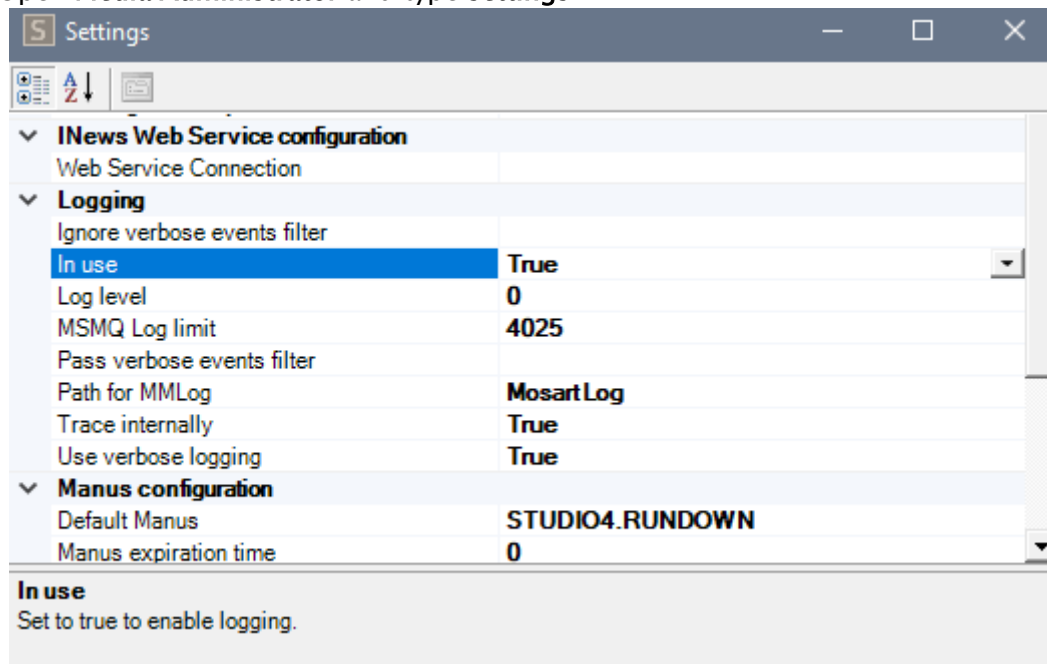 Settings
INews Web Service configuration
Web Service Connection
Logging
Ignore verbose events filter
In use True
Log level 0
MSMQ Log limit 4025
Pass verbose events filter
Path for MMLog MosartLog
Trace internally True
Use verbose logging True
Manus configuration
Default Manus STUDIO4.RUNDOWN
Manus expiration time 0
In use
Set to true to enable logging.